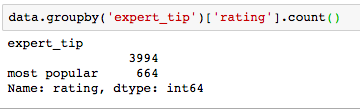 data.groupby('expert_tip')['rating'].count()
expert_tip
3994
most popular 664
Name: rating, dtype: int64